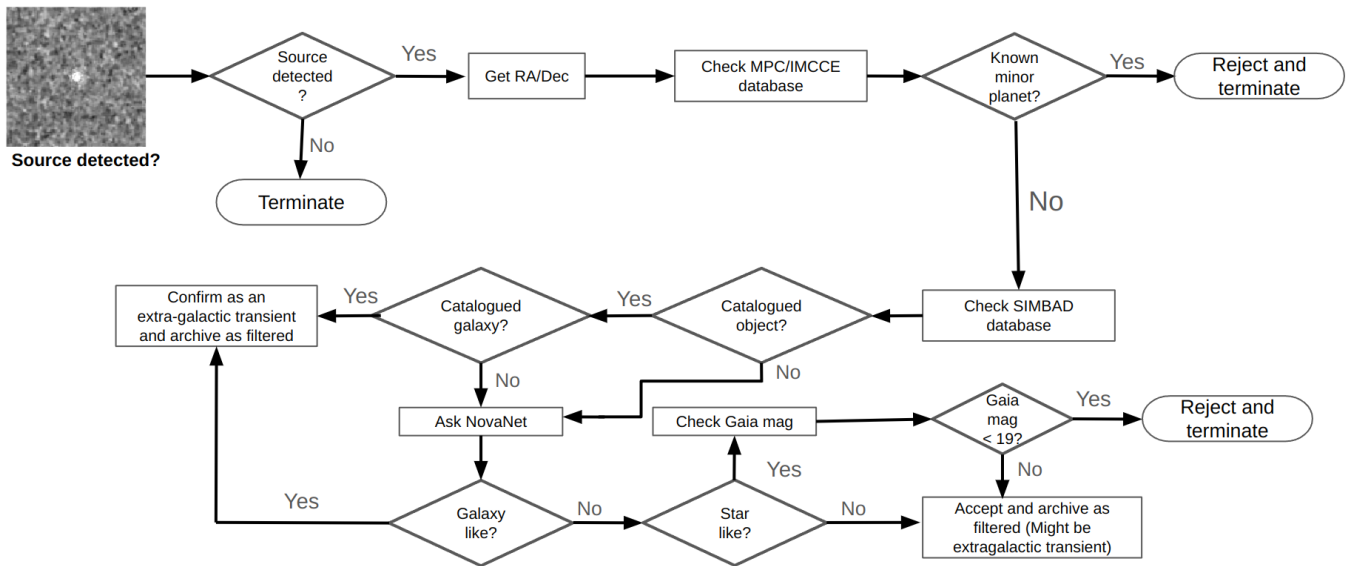 Source detected?
Source
detected
?
Yes
No
Terminate
Get RA/Dec
Check MPC/IMCCE
database
Known
minor
planet?
Yes
Reject and
terminate
No
Check SIMBAD
database
Catalogued
object?
Yes
No
Catalogued
galaxy?
Yes
No
Confirm as an
extra-galactic transient
and archive as filtered
Ask NovaNet
Galaxy
like?
Yes
No
Star
like?
Yes
No
Check Gaia mag
Gaia
mag
< 19?
Yes
No
Reject and
terminate
Accept and archive as
filtered (Might be
extragalactic transient)